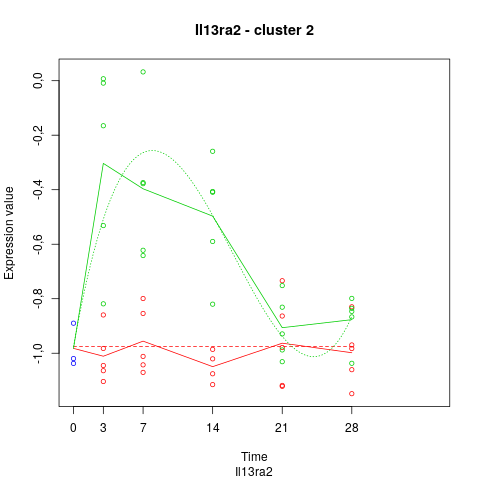 Il13ra2 - cluster 2
Expression value
0,0
-0,2
-0,4
-0,6
-0,8
-1,0
0 3 7 14 21 28
Time
Il13ra2